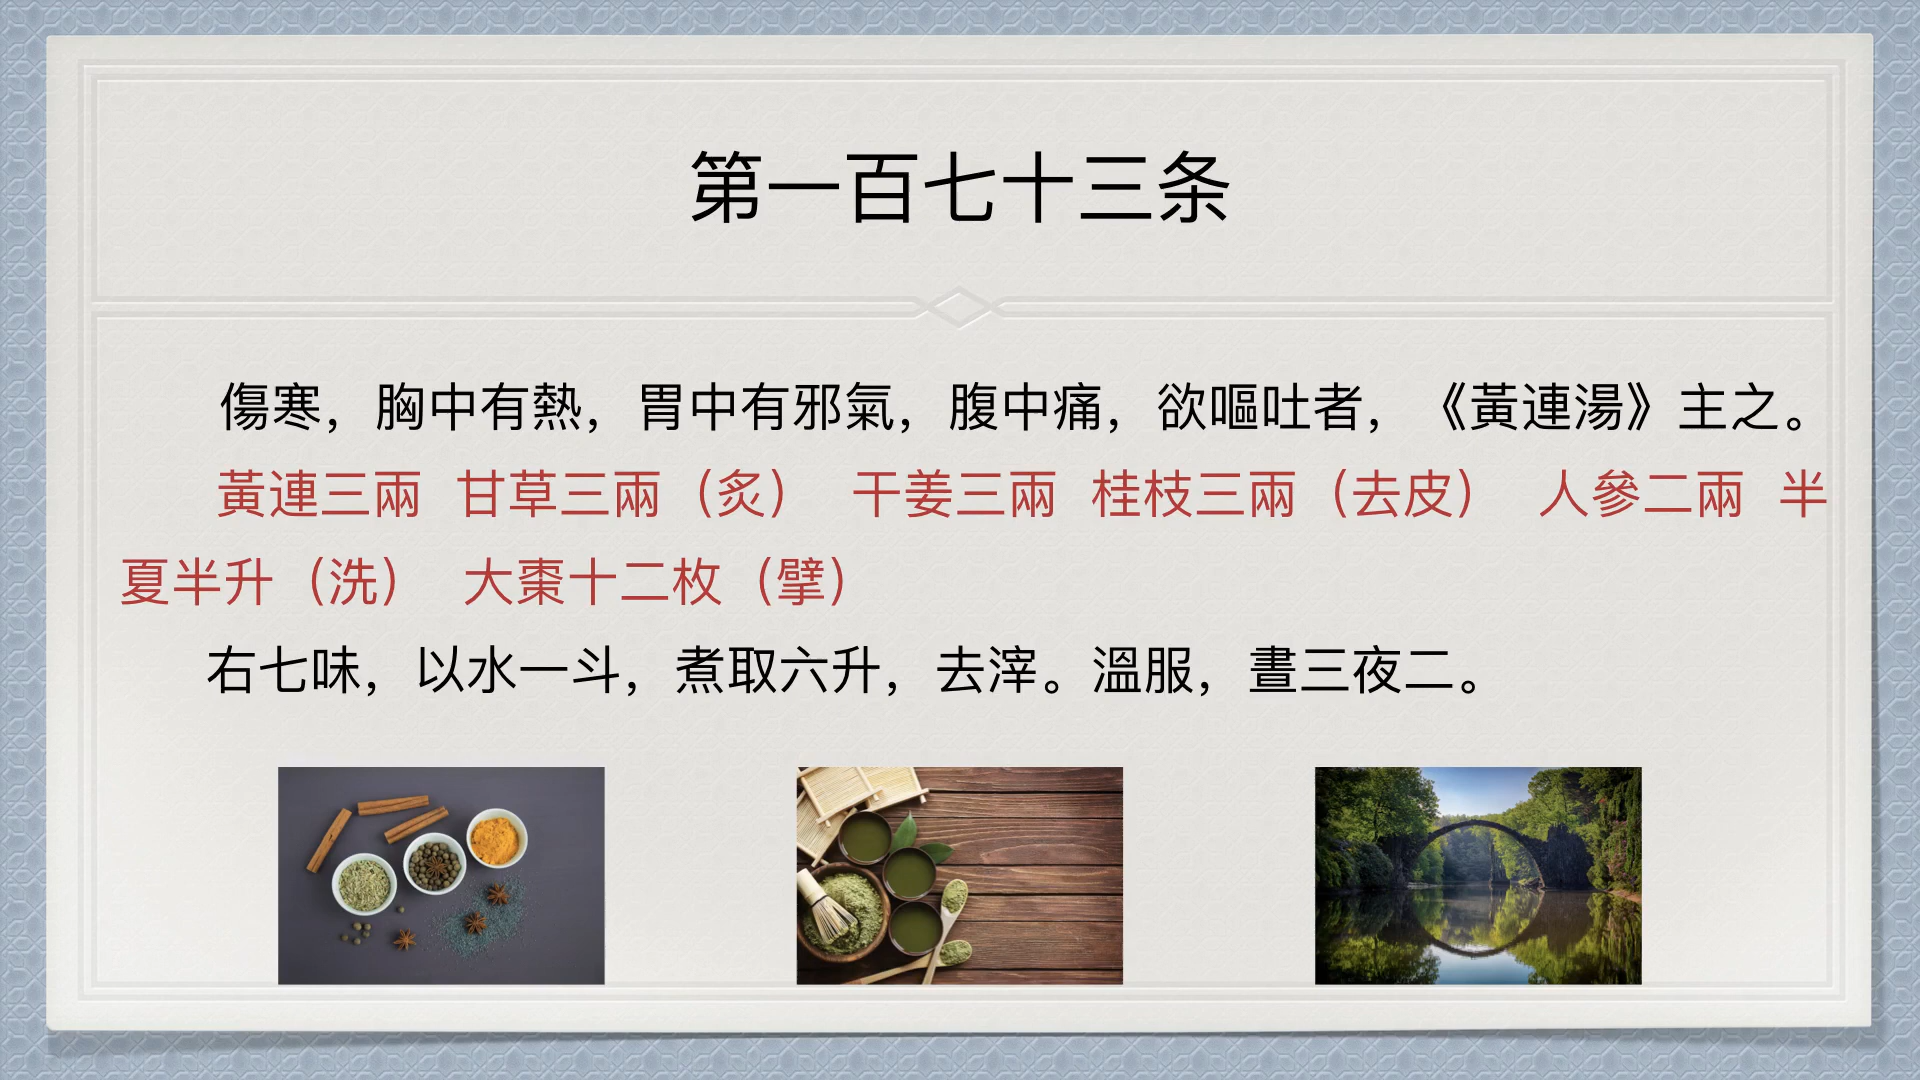 第一百七十三条
傷寒，胸中有熱，胃中有邪氣，腹中痛，欲嘔吐者，《黃連湯》主之。
黃連三兩 甘草三兩（炙） 干姜三兩 桂枝三兩（去皮） 人參二兩 半
夏半升（洗） 大棗十二枚（擘）
右七味，以水一斗，煮取六升，去滓。溫服，晝三夜二。